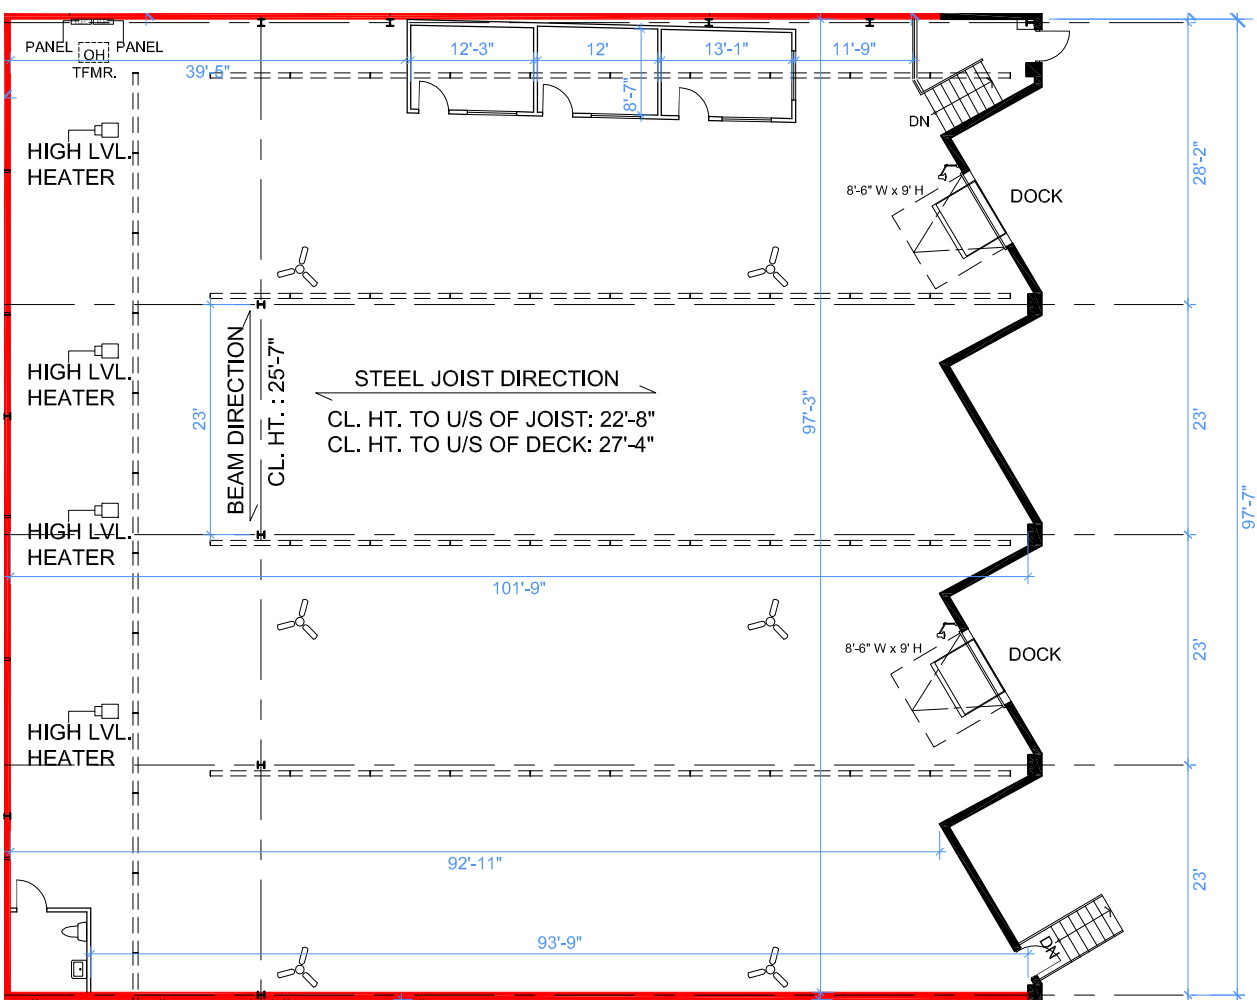 PANEL
PANEL
OH
TFMR.
39'-5"
12'-3"
12'
13'-1"
11'-9"
8'-7"
DN
28'-2"
HIGH LVL.
HEATER
8'-6" W x 9' H
DOCK
BEAM DIRECTION
CL. HT. : 25'-7"
23'
STEEL JOIST DIRECTION
CL. HT. TO U/S OF JOIST: 22'-8"
CL. HT. TO U/S OF DECK: 27'-4"
97'-3"
23'
97'-7"
HIGH LVL.
HEATER
HIGH LVL.
HEATER
101'-9"
8'-6" W x 9' H
DOCK
23'
HIGH LVL.
HEATER
92'-11"
23'
93'-9"
DN